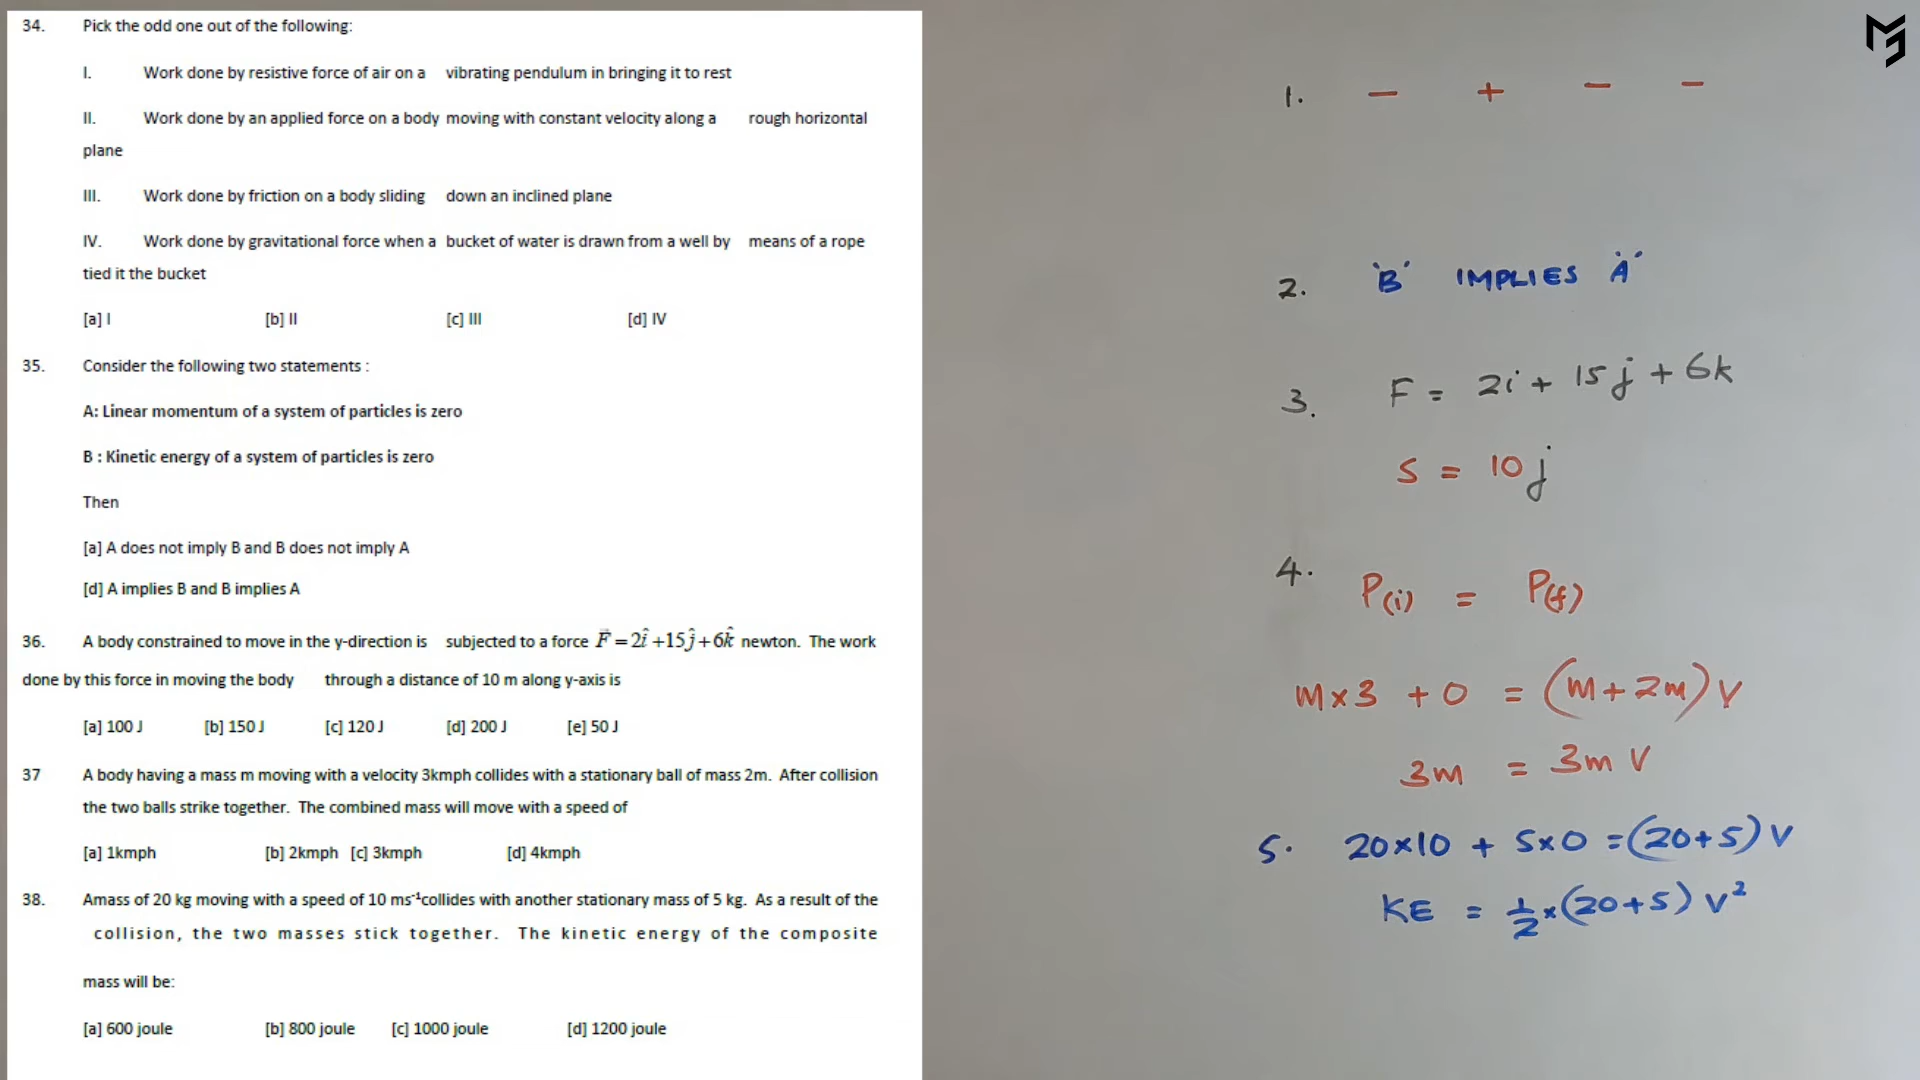 34. Pick the odd one out of the following:
I. Work done by resistive force of air on a vibrating pendulum in bringing it to rest
II. Work done by an applied force on a body moving with constant velocity along a rough horizontal
plane
III. Work done by friction on a body sliding down an inclined plane
IV. Work done by gravitational force when a bucket of water is drawn from a well by means of a rope
tied it the bucket
[a] I [b] II [c] III [d] IV
35. Consider the following two statements :
A: Linear momentum of a system of particles is zero
B : Kinetic energy of a system of particles is zero
Then
[a] A does not imply B and B does not imply A
[d] A implies B and B implies A
36. A body constrained to move in the y-direction is subjected to a force F⃗ = 2î + 15ĵ + 6k̂ newton. The work
done by this force in moving the body through a distance of 10 m along y-axis is
[a] 100 J [b] 150 J [c] 120 J [d] 200 J [e] 50 J
37 A body having a mass m moving with a velocity 3kmph collides with a stationary ball of mass 2m. After collision
the two balls strike together. The combined mass will move with a speed of
[a] 1kmph [b] 2kmph [c] 3kmph [d] 4kmph
38. Amass of 20 kg moving with a speed of 10 ms⁻¹collides with another stationary mass of 5 kg. As a result of the
collision, the two masses stick together. The kinetic energy of the composite
mass will be:
[a] 600 joule [b] 800 joule [c] 1000 joule [d] 1200 joule
1. − + − −
2. 'B' IMPLIES 'A'
3. F = 2i + 15j + 6k
S = 10j
4. P(i) = P(f)
m×3 + 0 = (m+2m)V
3m = 3m V
5. 20×10 + 5×0 = (20+5) V
KE = 1/2 × (20+5) V²